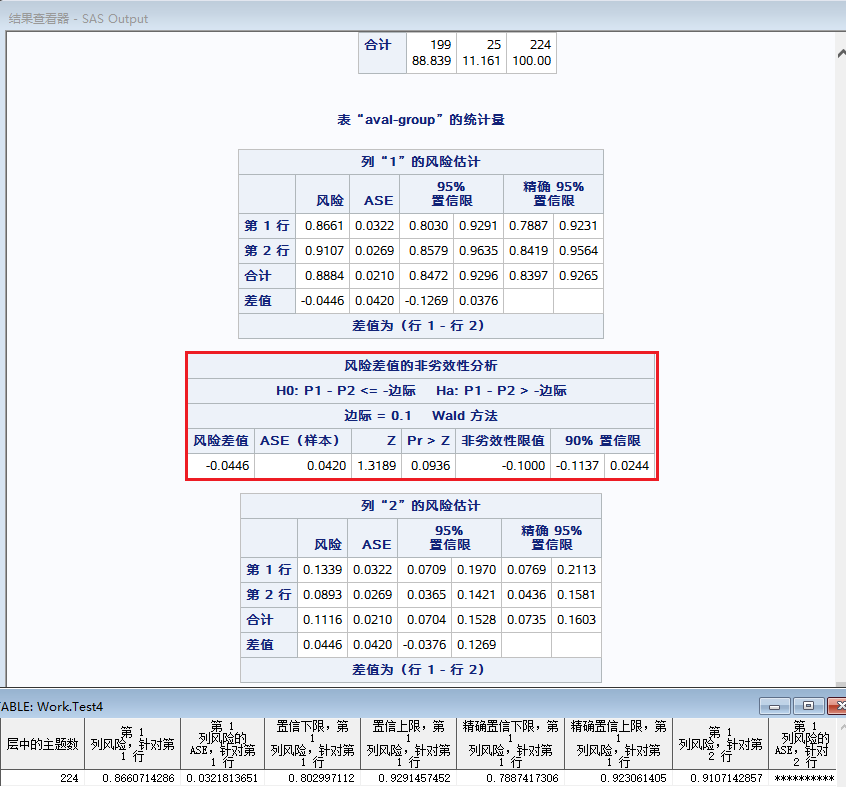 结果查看器 - SAS Output
合计 199 25 224
88.839 11.161 100.00
表“aval-group”的统计量
列“1”的风险估计
风险 ASE 95% 置信限 精确 95% 置信限
第 1 行 0.8661 0.0322 0.8030 0.9291 0.7887 0.9231
第 2 行 0.9107 0.0269 0.8579 0.9635 0.8419 0.9564
合计 0.8884 0.0210 0.8472 0.9296 0.8397 0.9265
差值 -0.0446 0.0420 -0.1269 0.0376
差值为（行 1 - 行 2）
风险差值的非劣效性分析
H0: P1 - P2 <= -边际 Ha: P1 - P2 > -边际
边际 = 0.1 Wald 方法
风险差值 ASE（样本） Z Pr > Z 非劣效性限值 90% 置信限
-0.0446 0.0420 1.3189 0.0936 -0.1000 -0.1137 0.0244
列“2”的风险估计
风险 ASE 95% 置信限 精确 95% 置信限
第 1 行 0.1339 0.0322 0.0709 0.1970 0.0769 0.2113
第 2 行 0.0893 0.0269 0.0365 0.1421 0.0436 0.1581
合计 0.1116 0.0210 0.0704 0.1528 0.0735 0.1603
差值 0.0446 0.0420 -0.0376 0.1269
差值为（行 1 - 行 2）
TABLE: Work.Test4
层中的主题数 第 1 列风险，针对第 1 行 第 1 列风险的 ASE，针对第 1 行 置信下限，第 1 列风险，针对第 1 行 置信上限，第 1 列风险，针对第 1 行 精确置信下限，第 1 列风险，针对第 1 行 精确置信上限，第 1 列风险，针对第 1 行 第 1 列风险，针对第 2 行 第 1 列风险的 ASE，针对第 2 行
224 0.8660714286 0.0321813651 0.802997112 0.9291457452 0.7887417306 0.923061405 0.9107142857 **********